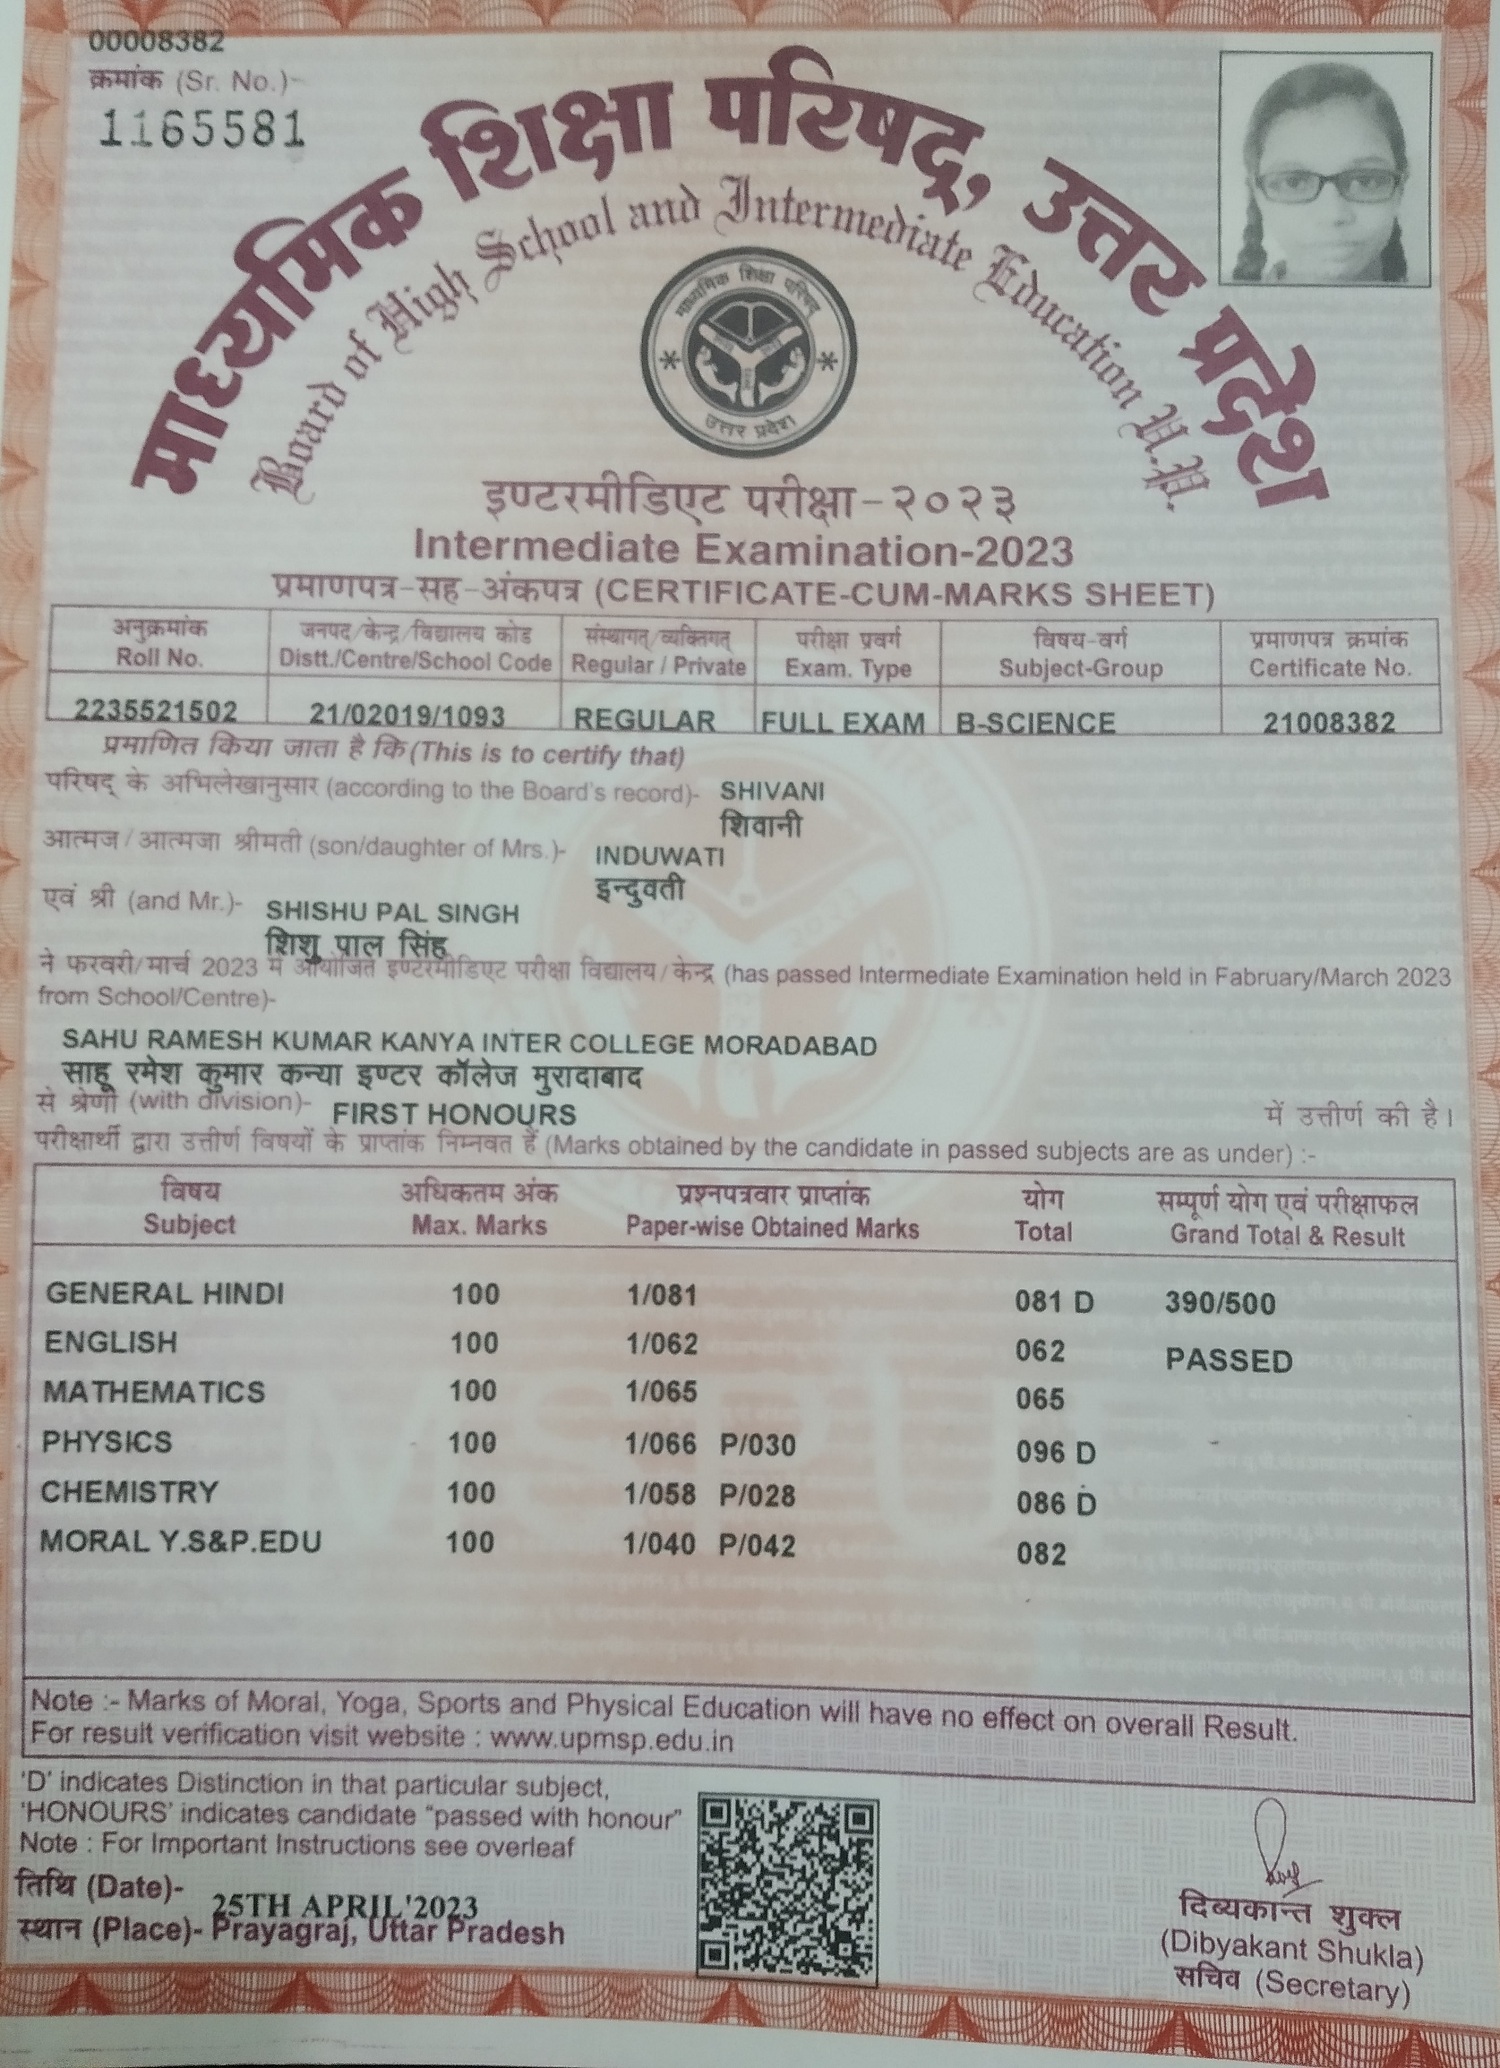 00008382
क्रमांक (Sr. No.)-
1165581
माध्यमिक शिक्षा परिषद्, उत्तर प्रदेश
Board of High School and Intermediate Education U.P.
माध्यमिक शिक्षा परिषद्
उत्तर प्रदेश
इण्टरमीडिएट परीक्षा-२०२३
Intermediate Examination-2023
प्रमाणपत्र-सह-अंकपत्र (CERTIFICATE-CUM-MARKS SHEET)
अनुक्रमांक जनपद/केन्द्र/विद्यालय कोड संस्थागत्/व्यक्तिगत् परीक्षा प्रवर्ग विषय-वर्ग प्रमाणपत्र क्रमांक
Roll No. Distt./Centre/School Code Regular / Private Exam. Type Subject-Group Certificate No.
2235521502 21/02019/1093 REGULAR FULL EXAM B-SCIENCE 21008382
प्रमाणित किया जाता है कि (This is to certify that)
परिषद् के अभिलेखानुसार (according to the Board's record)- SHIVANI
शिवानी
आत्मज/आत्मजा श्रीमती (son/daughter of Mrs.)- INDUWATI
इन्दुवती
एवं श्री (and Mr.)- SHISHU PAL SINGH
शिशु पाल सिंह
ने फरवरी/मार्च 2023 में आयोजित इण्टरमीडिएट परीक्षा विद्यालय/केन्द्र (has passed Intermediate Examination held in Fabruary/March 2023
from School/Centre)-
SAHU RAMESH KUMAR KANYA INTER COLLEGE MORADABAD
साहू रमेश कुमार कन्या इण्टर कॉलेज मुरादाबाद
से श्रेणी (with division)- FIRST HONOURS में उत्तीर्ण की है।
परीक्षार्थी द्वारा उत्तीर्ण विषयों के प्राप्तांक निम्नवत हैं (Marks obtained by the candidate in passed subjects are as under) :-
विषय अधिकतम अंक प्रश्नपत्रवार प्राप्तांक योग सम्पूर्ण योग एवं परीक्षाफल
Subject Max. Marks Paper-wise Obtained Marks Total Grand Total & Result
GENERAL HINDI 100 1/081 081 D 390/500
ENGLISH 100 1/062 062 PASSED
MATHEMATICS 100 1/065 065
PHYSICS 100 1/066 P/030 096 D
CHEMISTRY 100 1/058 P/028 086 D
MORAL Y.S&P.EDU 100 1/040 P/042 082
Note :- Marks of Moral, Yoga, Sports and Physical Education will have no effect on overall Result.
For result verification visit website : www.upmsp.edu.in
'D' indicates Distinction in that particular subject,
'HONOURS' indicates candidate "passed with honour"
Note : For Important Instructions see overleaf
तिथि (Date)- 25TH APRIL'2023
स्थान (Place)- Prayagraj, Uttar Pradesh
दिव्यकान्त शुक्ल
(Dibyakant Shukla)
सचिव (Secretary)